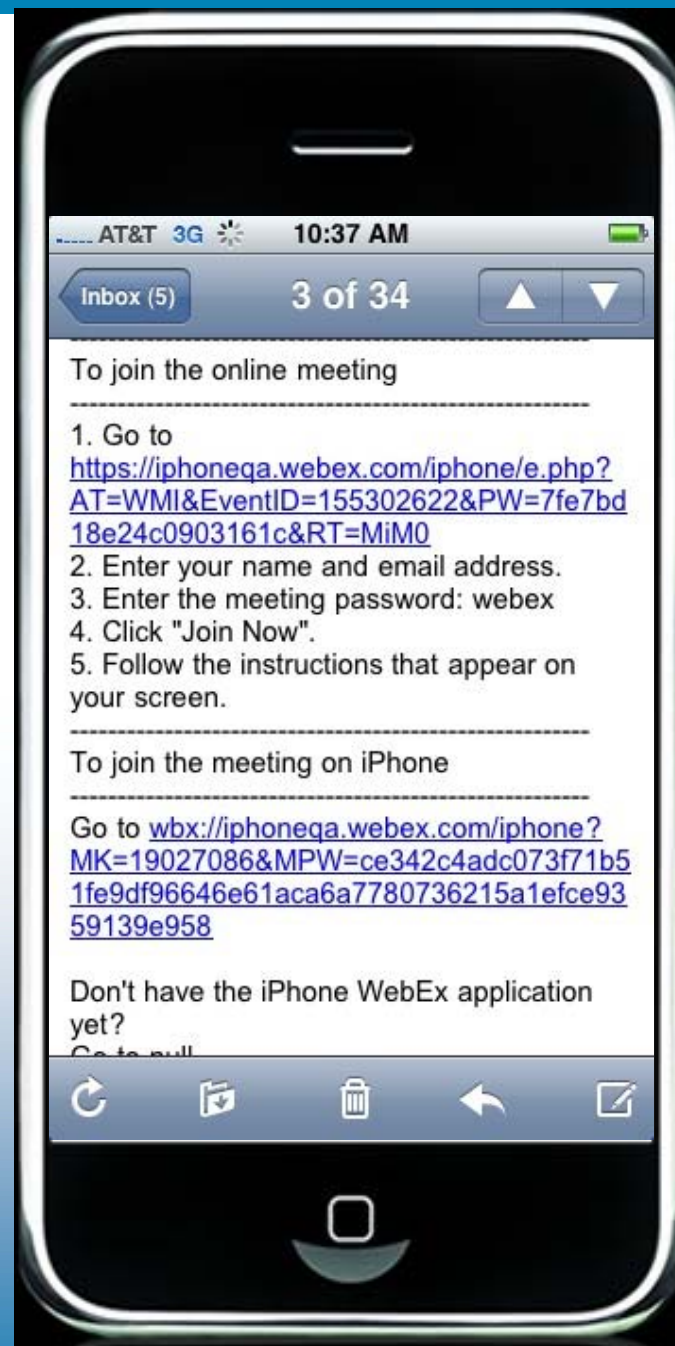 AT&T 3G 10:37 AM
Inbox (5) 3 of 34
-----------------------------------------------------
To join the online meeting
-----------------------------------------------------
1. Go to
https://iphoneqa.webex.com/iphone/e.php?
AT=WMI&EventID=155302622&PW=7fe7bd
18e24c0903161c&RT=MiM0
2. Enter your name and email address.
3. Enter the meeting password: webex
4. Click "Join Now".
5. Follow the instructions that appear on
your screen.
-----------------------------------------------------
To join the meeting on iPhone
-----------------------------------------------------
Go to wbx://iphoneqa.webex.com/iphone?
MK=19027086&MPW=ce342c4adc073f71b5
1fe9df96646e61aca6a7780736215a1efce93
59139e958
Don't have the iPhone WebEx application
yet?
Go to null